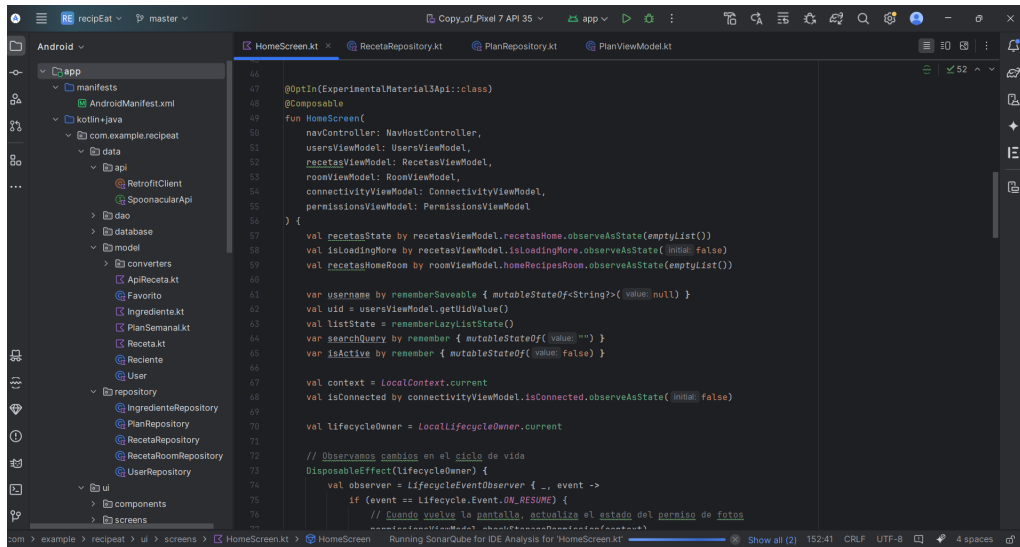 RE recipEat master Copy_of_Pixel 7 API 35 app
Android
HomeScreen.kt RecetaRepository.kt PlanRepository.kt PlanViewModel.kt
app
manifests
AndroidManifest.xml
kotlin+java
com.example.recipeat
data
api
RetrofitClient
SpoonacularApi
dao
database
model
converters
ApiReceta.kt
Favorito
Ingrediente.kt
PlanSemanal.kt
Receta.kt
Reciente
User
repository
IngredienteRepository
PlanRepository
RecetaRepository
RecetaRoomRepository
UserRepository
ui
components
screens
52
46
47 @OptIn(ExperimentalMaterial3Api::class)
48 @Composable
49 fun HomeScreen(
50 navController: NavHostController,
51 usersViewModel: UsersViewModel,
52 recetasViewModel: RecetasViewModel,
53 roomViewModel: RoomViewModel,
54 connectivityViewModel: ConnectivityViewModel,
55 permissionsViewModel: PermissionsViewModel
56 ) {
57 val recetasState by recetasViewModel.recetasHome.observeAsState(emptyList())
58 val isLoadingMore by recetasViewModel.isLoadingMore.observeAsState( initial: false)
59 val recetasHomeRoom by roomViewModel.homeRecipesRoom.observeAsState(emptyList())
60
61 var username by rememberSaveable { mutableStateOf<String?>( value: null) }
62 val uid = usersViewModel.getUidValue()
63 val listState = rememberLazyListState()
64 var searchQuery by remember { mutableStateOf( value: "") }
65 var isActive by remember { mutableStateOf( value: false) }
66
67 val context = LocalContext.current
68 val isConnected by connectivityViewModel.isConnected.observeAsState( initial: false)
69
70 val lifecycleOwner = LocalLifecycleOwner.current
71
72 // Observamos cambios en el ciclo de vida
73 DisposableEffect(lifecycleOwner) {
74 val observer = LifecycleEventObserver { _, event ->
75 if (event == Lifecycle.Event.ON_RESUME) {
76 // Cuando vuelve la pantalla, actualiza el estado del permiso de fotos
77 permissionsViewModel.checkStoragePermission(context)
com > example > recipeat > ui > screens > HomeScreen.kt > HomeScreen Running SonarQube for IDE Analysis for 'HomeScreen.kt' Show all (2) 152:41 CRLF UTF-8 4 spaces